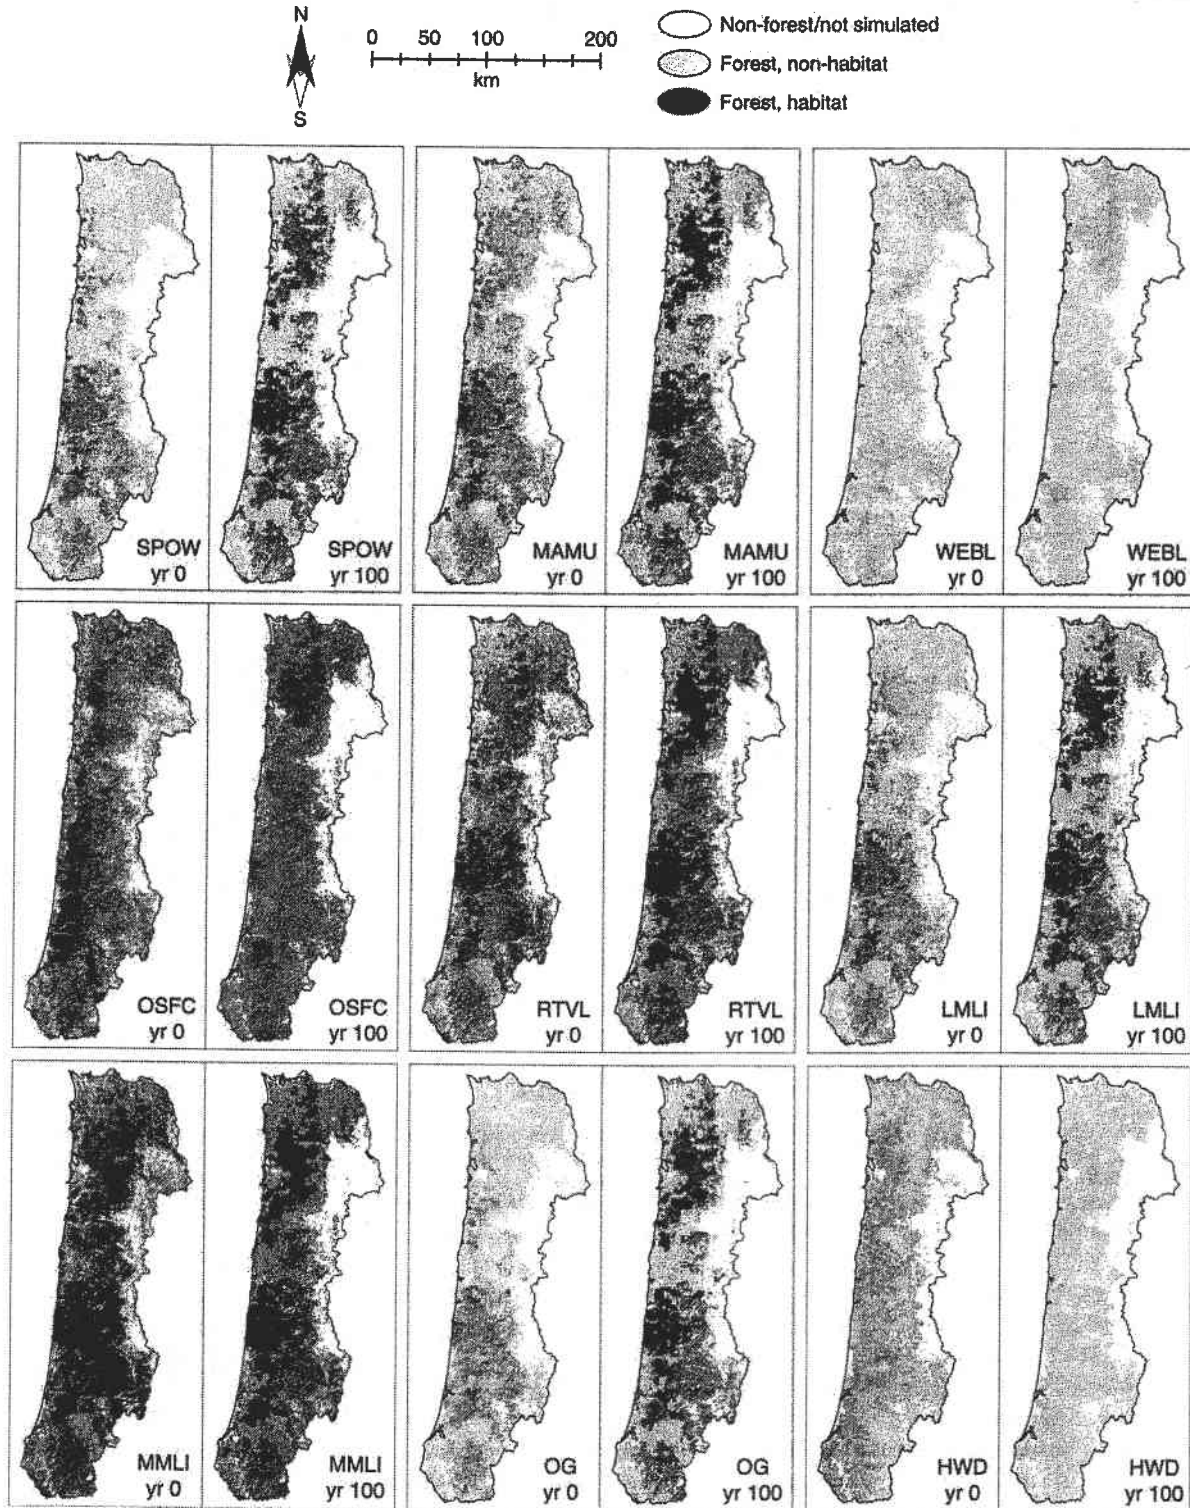 N
S
0 50 100 200
km
Non-forest/not simulated
Forest, non-habitat
Forest, habitat
SPOW
yr 0
SPOW
yr 100
MAMU
yr 0
MAMU
yr 100
WEBL
yr 0
WEBL
yr 100
OSFC
yr 0
OSFC
yr 100
RTVL
yr 0
RTVL
yr 100
LMLI
yr 0
LMLI
yr 100
MMLI
yr 0
MMLI
yr 100
OG
yr 0
OG
yr 100
HWD
yr 0
HWD
yr 100